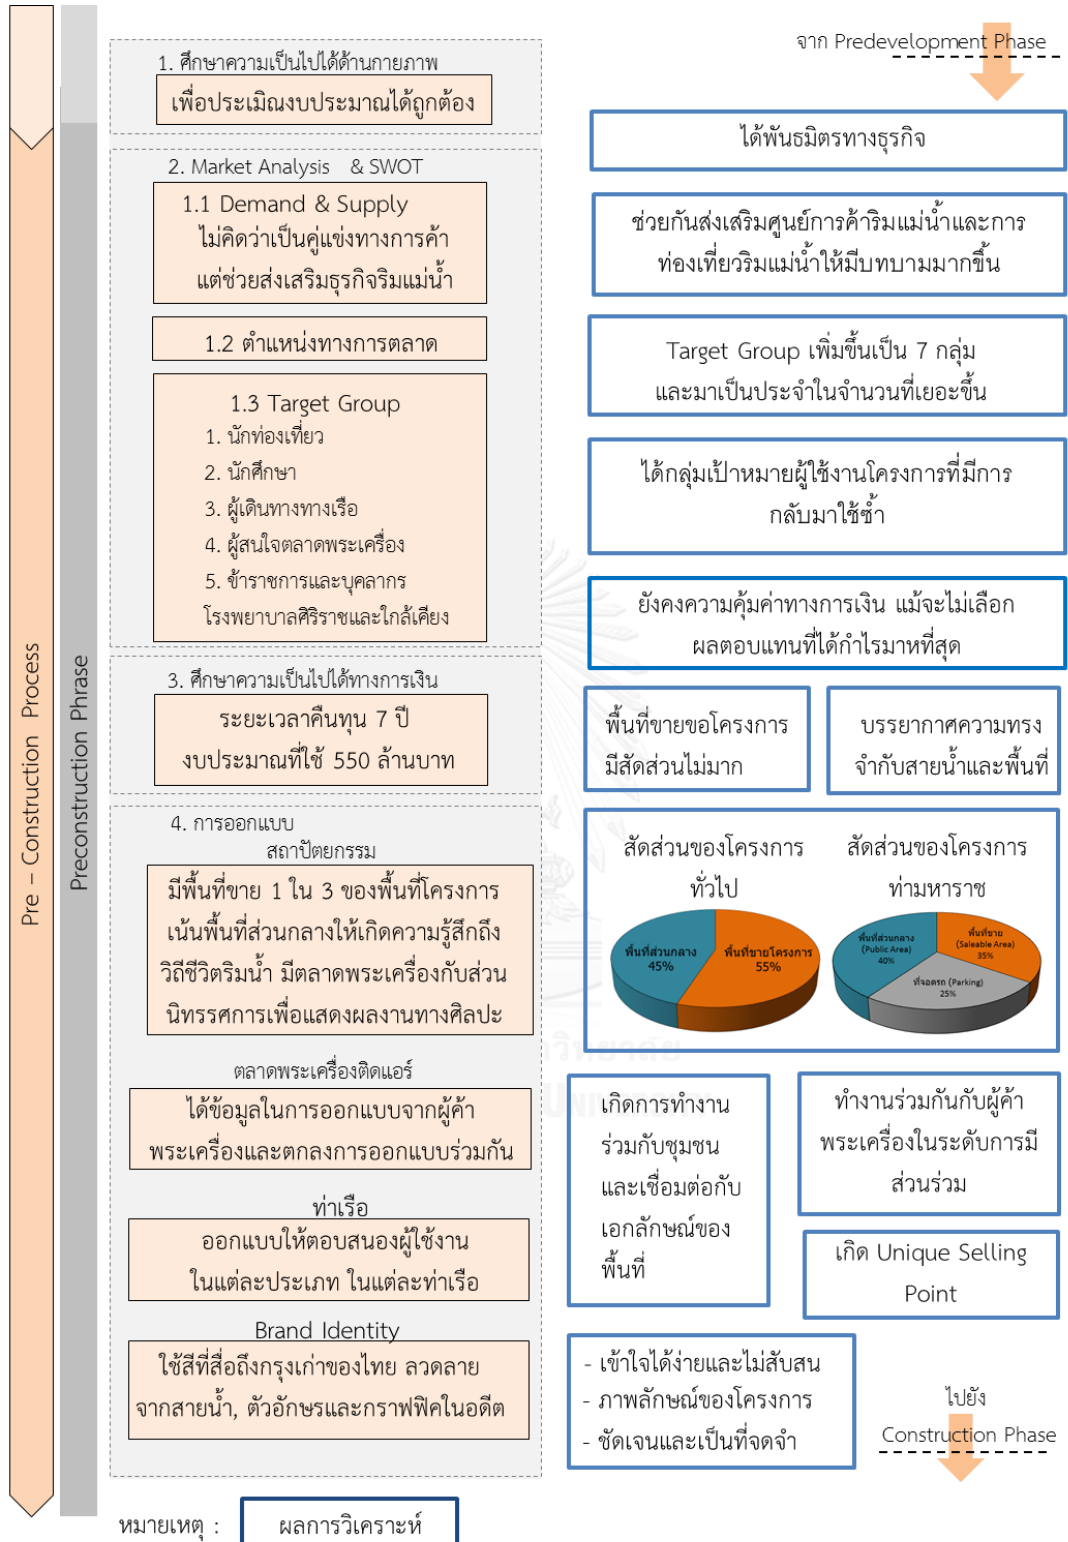 จาก Predevelopment Phase
1. ศึกษาความเป็นไปได้ด้านกายภาพ
เพื่อประเมิณงบประมาณได้ถูกต้อง
ได้พันธมิตรทางธุรกิจ
2. Market Analysis & SWOT
1.1 Demand & Supply
ไม่คิดว่าเป็นคู่แข่งทางการค้า
แต่ช่วยส่งเสริมธุรกิจริมแม่น้ำ
ช่วยกันส่งเสริมศูนย์การค้าริมแม่น้ำและการ
ท่องเที่ยวริมแม่น้ำให้มีบทบามมากขึ้น
1.2 ตำแหน่งทางการตลาด
Target Group เพิ่มขึ้นเป็น 7 กลุ่ม
และมาเป็นประจำในจำนวนที่เยอะขึ้น
1.3 Target Group
1. นักท่องเที่ยว
2. นักศึกษา
3. ผู้เดินทางทางเรือ
4. ผู้สนใจตลาดพระเครื่อง
5. ข้าราชการและบุคลากร
โรงพยาบาลศิริราชและใกล้เคียง
ได้กลุ่มเป้าหมายผู้ใช้งานโครงการที่มีการ
กลับมาใช้ซ้ำ
ยังคงความคุ้มค่าทางการเงิน แม้จะไม่เลือก
ผลตอบแทนที่ได้กำไรมาหที่สุด
3. ศึกษาความเป็นไปได้ทางการเงิน
ระยะเวลาคืนทุน 7 ปี
งบประมาณที่ใช้ 550 ล้านบาท
พื้นที่ขายขอโครงการ
มีสัดส่วนไม่มาก
บรรยากาศความทรง
จำกับสายน้ำและพื้นที่
Pre – Construction Process
Preconstruction Phrase
4. การออกแบบ
สถาปัตยกรรม
มีพื้นที่ขาย 1 ใน 3 ของพื้นที่โครงการ
เน้นพื้นที่ส่วนกลางให้เกิดความรู้สึกถึง
วิถีชีวิตริมน้ำ มีตลาดพระเครื่องกับส่วน
นิทรรศการเพื่อแสดงผลงานทางศิลปะ
สัดส่วนของโครงการ
ทั่วไป
พื้นที่ส่วนกลาง
45%
พื้นที่ขายโครงการ
55%
สัดส่วนของโครงการ
ท่ามหาราช
พื้นที่ส่วนกลาง
(Public Area)
40%
พื้นที่ขาย
(Saleable Area)
35%
ที่จอดรถ (Parking)
25%
ตลาดพระเครื่องติดแอร์
ได้ข้อมูลในการออกแบบจากผู้ค้า
พระเครื่องและตกลงการออกแบบร่วมกัน
เกิดการทำงาน
ร่วมกับชุมชน
และเชื่อมต่อกับ
เอกลักษณ์ของ
พื้นที่
ทำงานร่วมกันกับผู้ค้า
พระเครื่องในระดับการมี
ส่วนร่วม
ท่าเรือ
ออกแบบให้ตอบสนองผู้ใช้งาน
ในแต่ละประเภท ในแต่ละท่าเรือ
เกิด Unique Selling
Point
Brand Identity
ใช้สีที่สื่อถึงกรุงเก่าของไทย ลวดลาย
จากสายน้ำ, ตัวอักษรและกราฟฟิคในอดีต
- เข้าใจได้ง่ายและไม่สับสน
- ภาพลักษณ์ของโครงการ
- ชัดเจนและเป็นที่จดจำ
ไปยัง
Construction Phase
หมายเหตุ :
ผลการวิเคราะห์